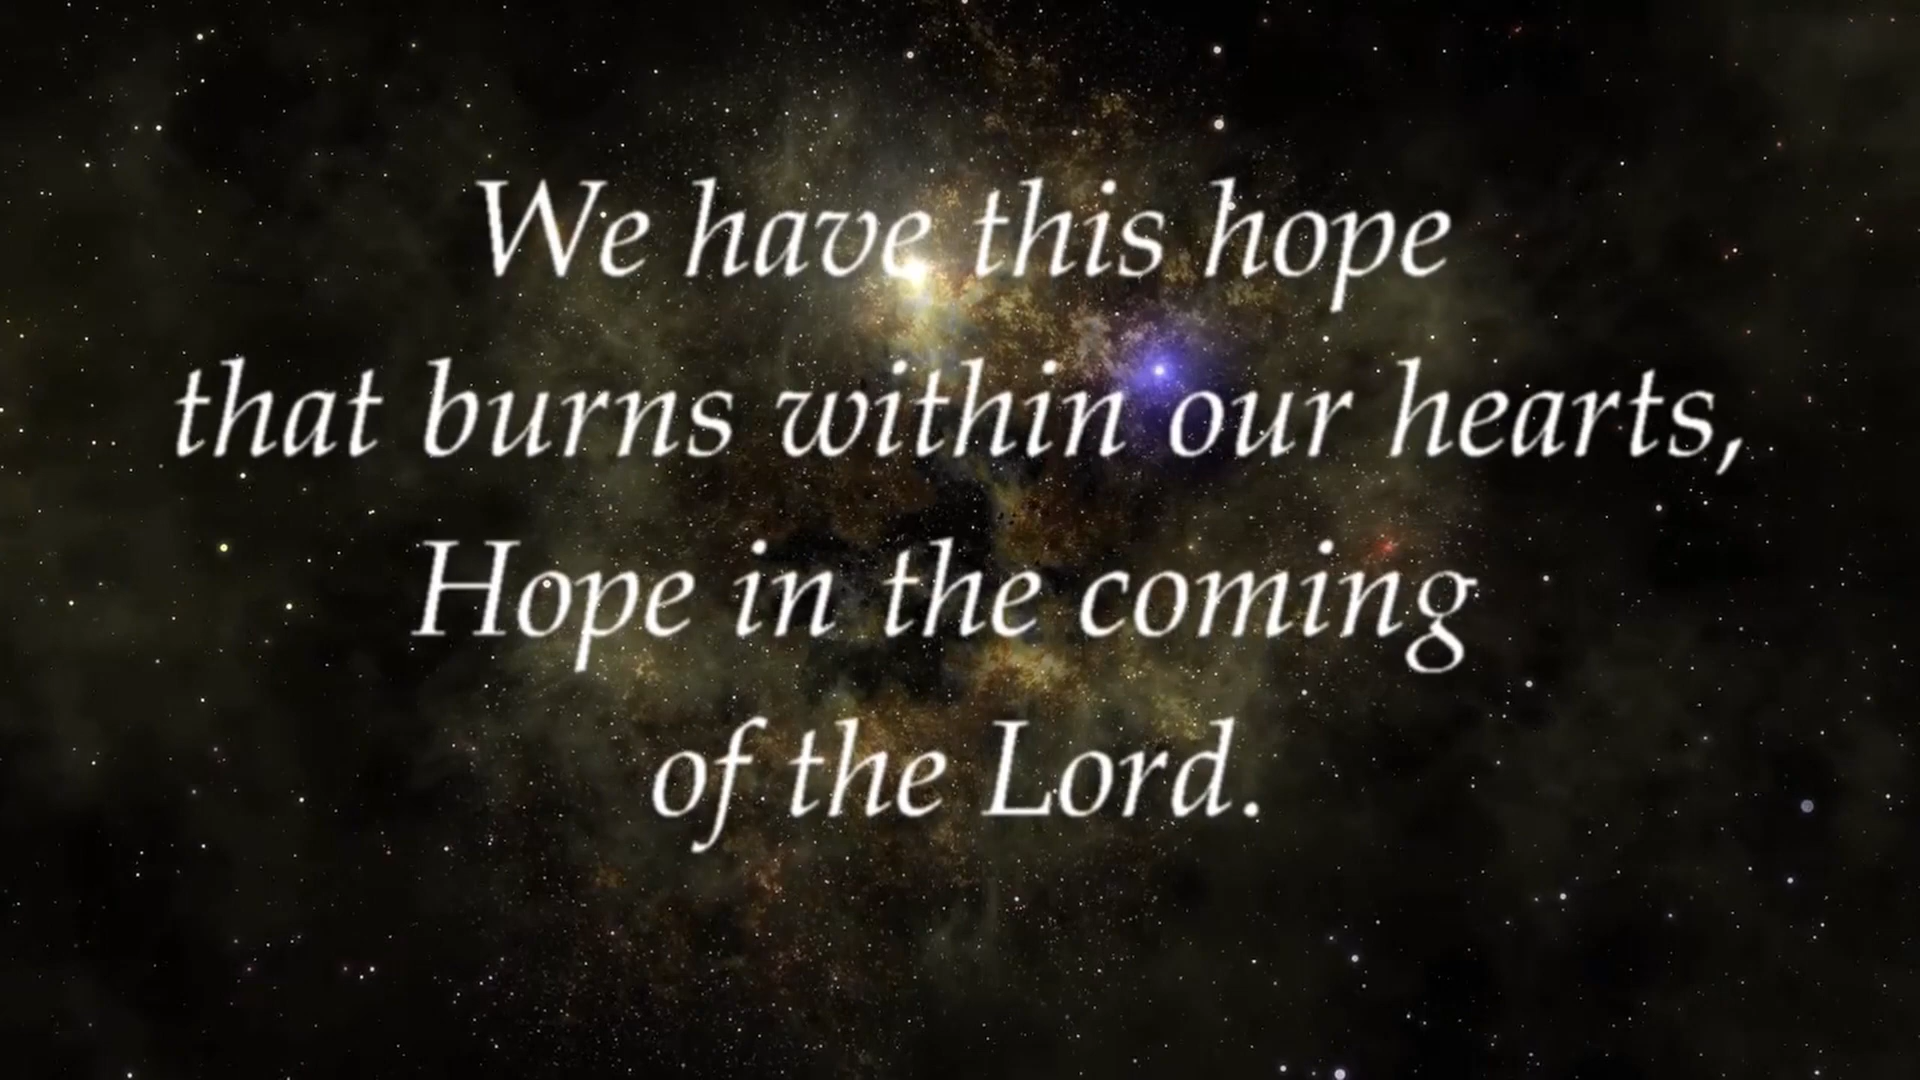 We have this hope
that burns within our hearts,
Hope in the coming
of the Lord.